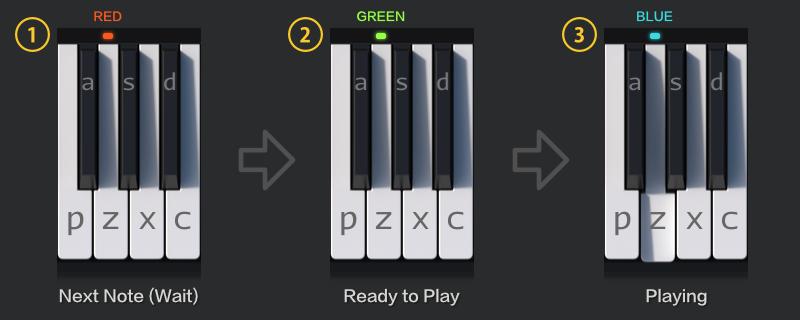 RED
1
a s d
p z x c
Next Note (Wait)
GREEN
2
a s d
p z x c
Ready to Play
BLUE
3
a s d
p z x c
Playing